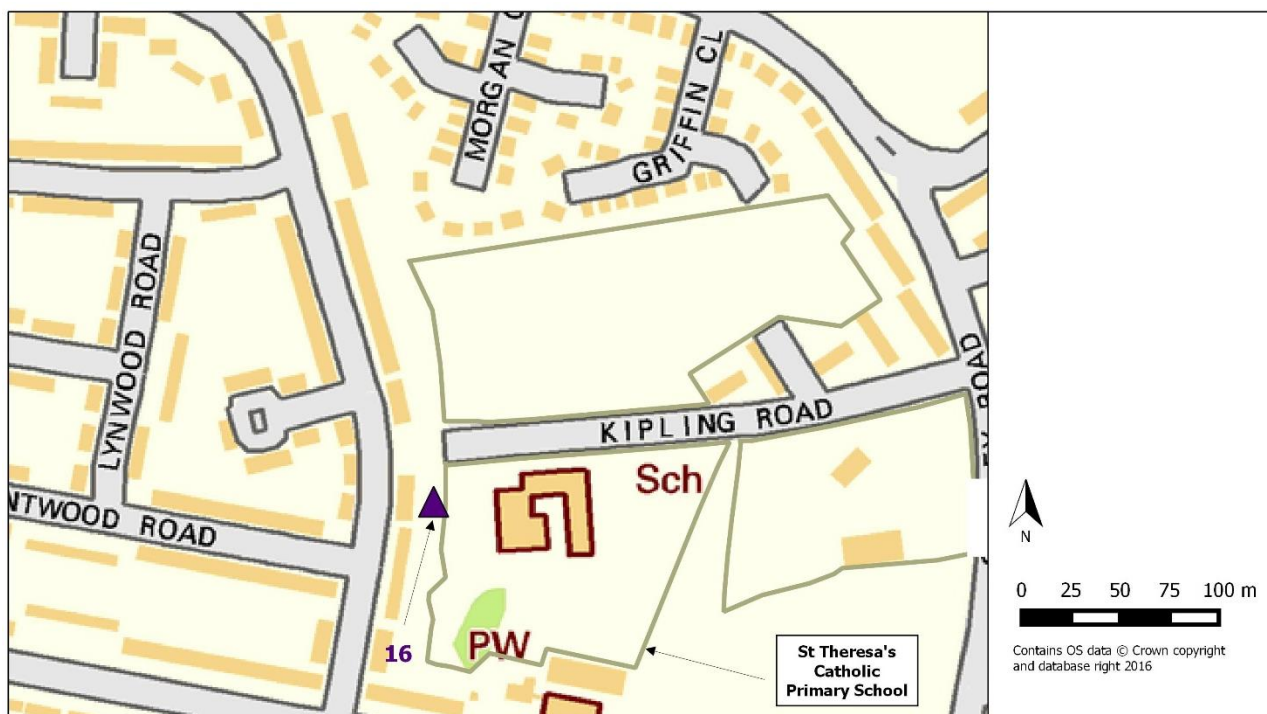 MORGAN C
GRIFFIN CL
LYNWOOD ROAD
KIPLING ROAD
EY ROAD
NTWOOD ROAD
Sch
PW
16
St Theresa's
Catholic
Primary School
N
0 25 50 75 100 m
Contains OS data © Crown copyright
and database right 2016